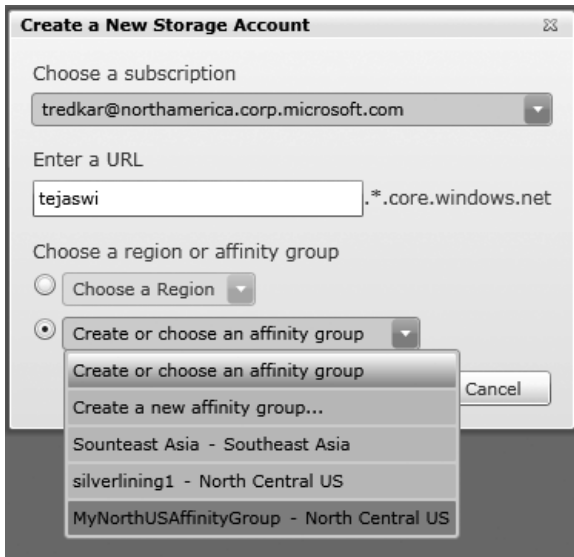 Create a New Storage Account
Choose a subscription
tredkar@northamerica.corp.microsoft.com
Enter a URL
tejaswi .*.core.windows.net
Choose a region or affinity group
Choose a Region
Create or choose an affinity group
Create or choose an affinity group
Create a new affinity group...
Cancel
Sounteast Asia - Southeast Asia
silverlining1 - North Central US
MyNorthUSAffinityGroup - North Central US